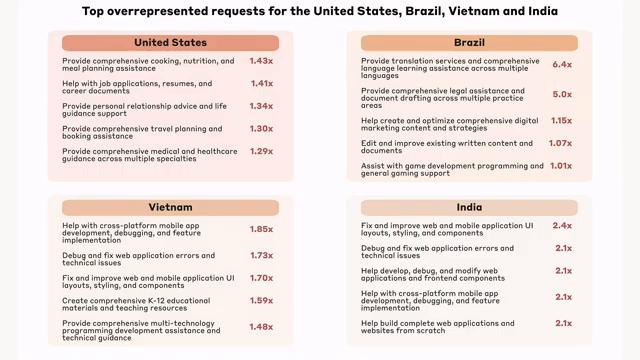 Top overrepresented requests for the United States, Brazil, Vietnam and India
United States
Provide comprehensive cooking, nutrition, and
meal planning assistance
1.43x
Help with job applications, resumes, and
career documents
1.41x
Provide personal relationship advice and life
guidance support
1.34x
Provide comprehensive travel planning and
booking assistance
1.30x
Provide comprehensive medical and healthcare
guidance across multiple specialties
1.29x
Brazil
Provide translation services and comprehensive
language learning assistance across multiple
languages
6.4x
Provide comprehensive legal assistance and
document drafting across multiple practice
areas
5.0x
Help create and optimize comprehensive digital
marketing content and strategies
1.15x
Edit and improve existing written content and
documents
1.07x
Assist with game development programming and
general gaming support
1.01x
Vietnam
Help with cross-platform mobile app
development, debugging, and feature
implementation
1.85x
Debug and fix web application errors and
technical issues
1.73x
Fix and improve web and mobile application UI
layouts, styling, and components
1.70x
Create comprehensive K-12 educational
materials and teaching resources
1.59x
Provide comprehensive multi-technology
programming development assistance and
technical guidance
1.48x
India
Fix and improve web and mobile application UI
layouts, styling, and components
2.4x
Debug and fix web application errors and
technical issues
2.1x
Help develop, debug, and modify web
applications and frontend components
2.1x
Help with cross-platform mobile app
development, debugging, and feature
implementation
2.1x
Help build complete web applications and
websites from scratch
2.1x